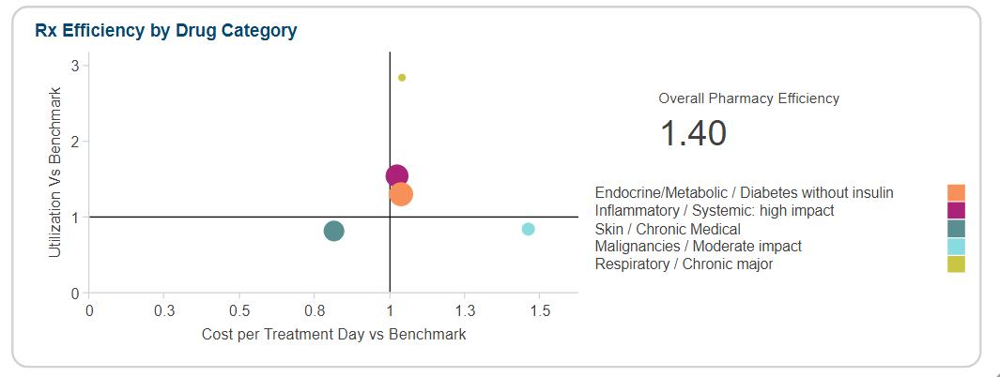 Rx Efficiency by Drug Category
Utilization Vs Benchmark
3
2
1
0
0
0.3
0.5
0.8
1
1.3
1.5
Cost per Treatment Day vs Benchmark
Overall Pharmacy Efficiency
1.40
Endocrine/Metabolic / Diabetes without insulin
Inflammatory / Systemic: high impact
Skin / Chronic Medical
Malignancies / Moderate impact
Respiratory / Chronic major